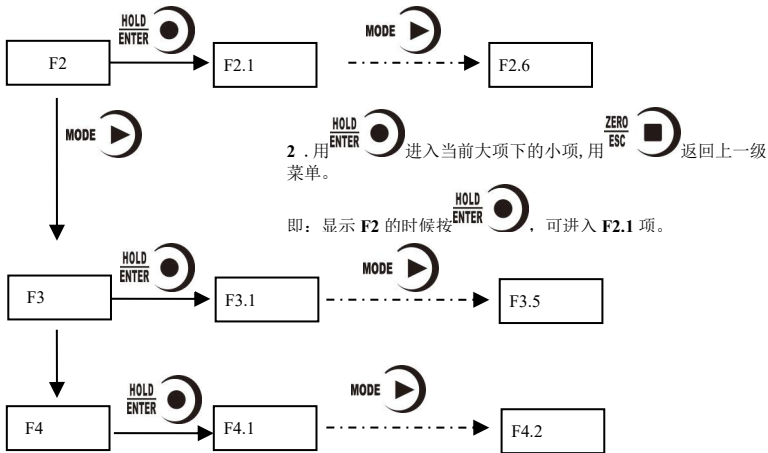 HOLD
ENTER
MODE
F2
F2.1
F2.6
MODE
2 .用 HOLD ENTER 进入当前大项下的小项,用 ZERO ESC 返回上一级
菜单。
即：显示 F2 的时候按 HOLD ENTER ，可进入 F2.1 项。
HOLD
ENTER
MODE
F3
F3.1
F3.5
HOLD
ENTER
MODE
F4
F4.1
F4.2